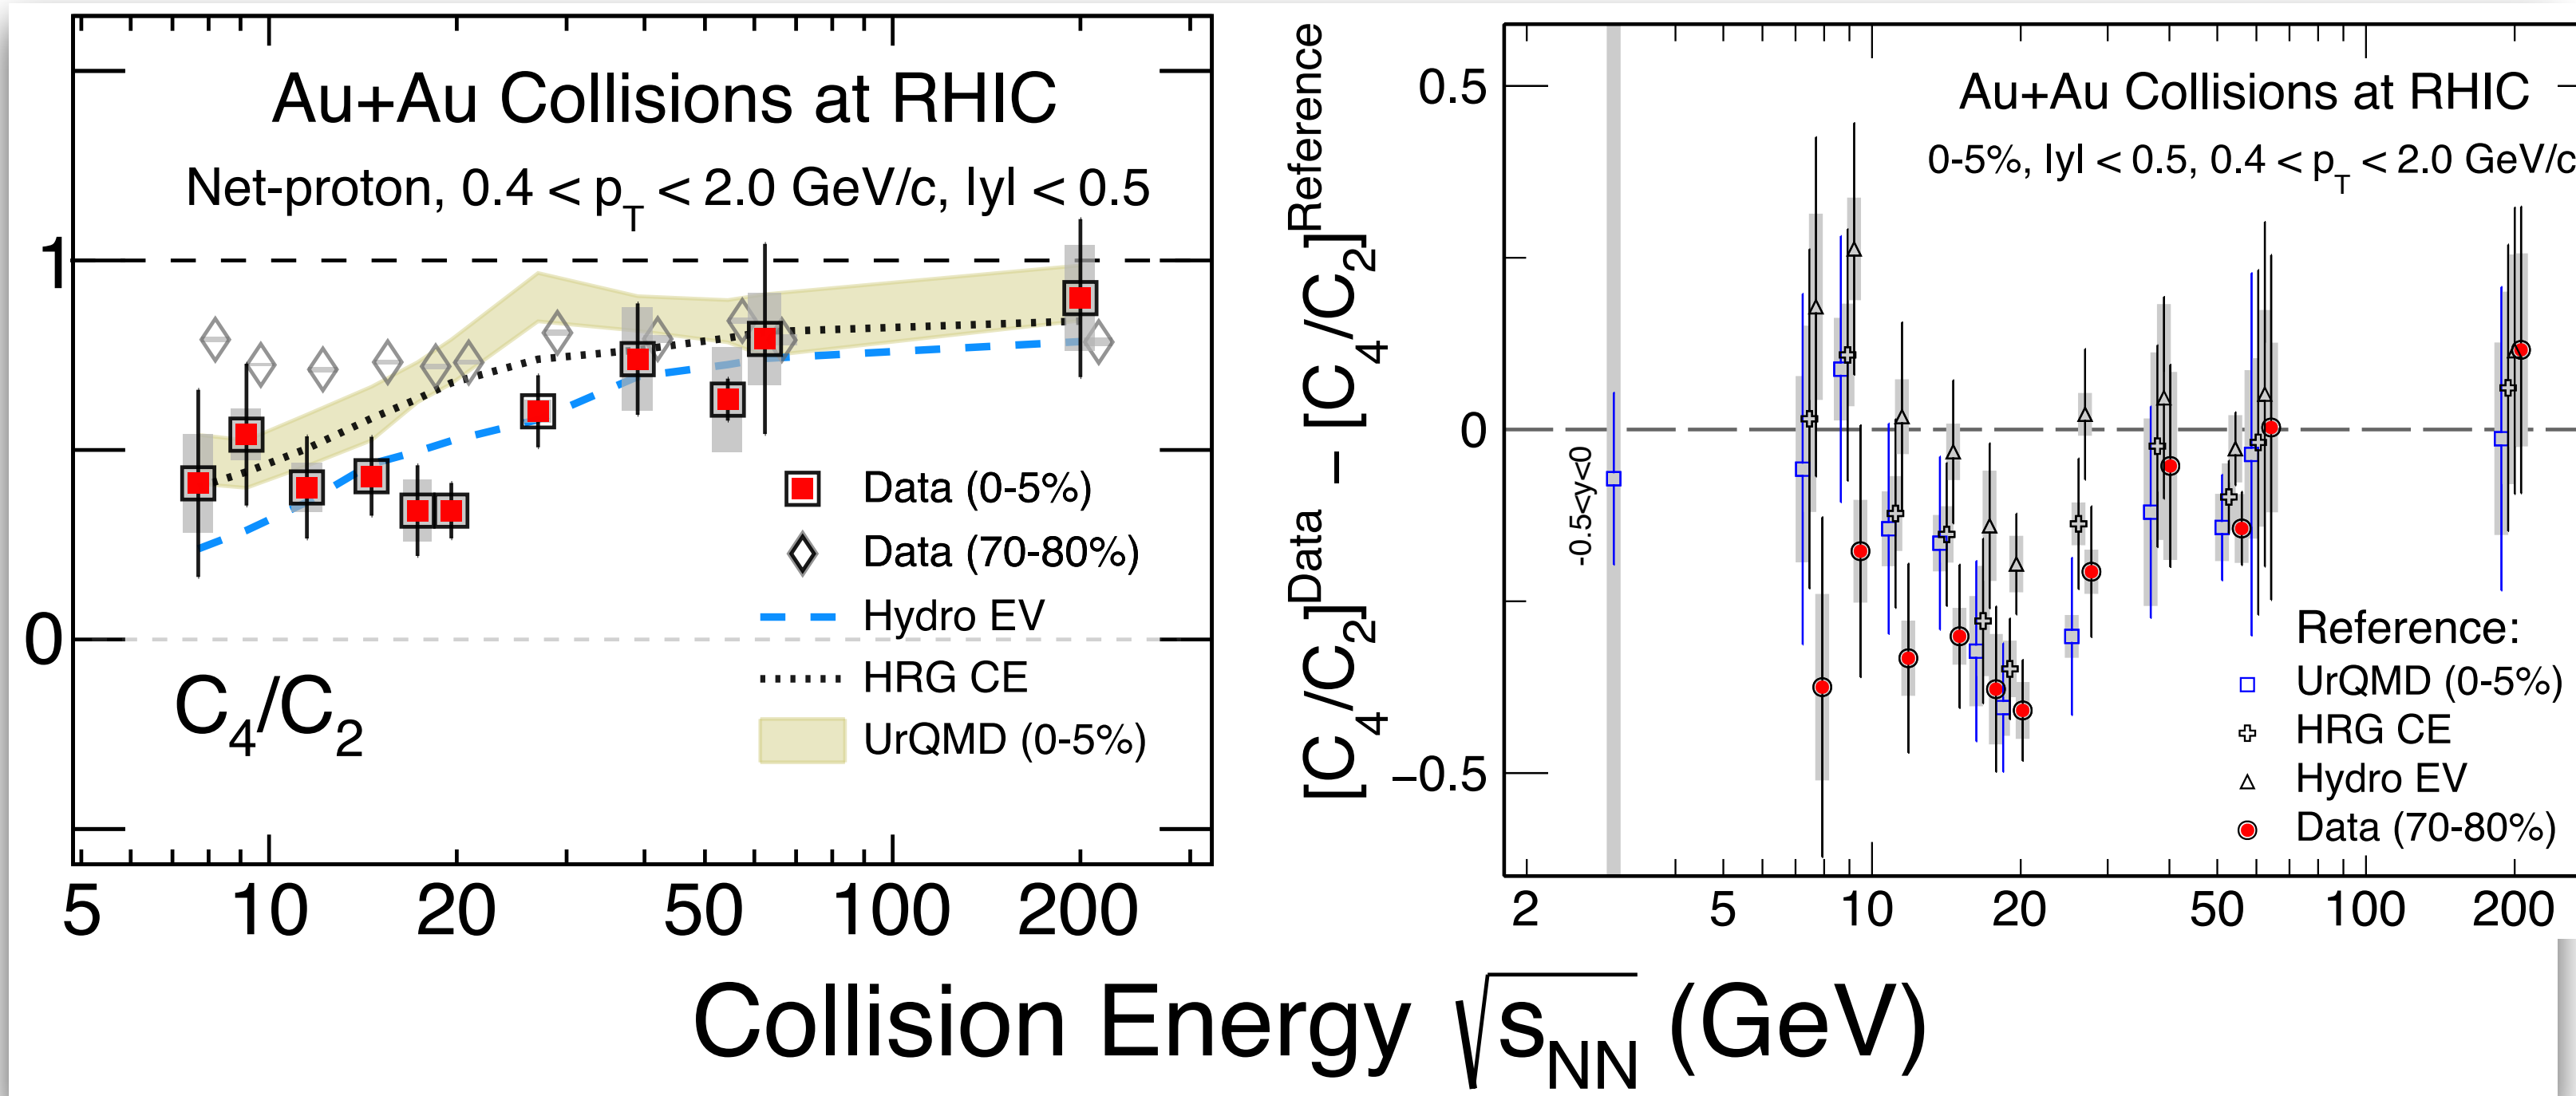 Au+Au Collisions at RHIC
Net-proton, 0.4 < p_T < 2.0 GeV/c, |y| < 0.5
1
0
Data (0-5%)
Data (70-80%)
Hydro EV
HRG CE
UrQMD (0-5%)
C_4/C_2
5 10 20 50 100 200
[C_4/C_2]^Data − [C_4/C_2]^Reference
0.5
0
−0.5
Au+Au Collisions at RHIC
0-5%, |y| < 0.5, 0.4 < p_T < 2.0 GeV/c
-0.5<y<0
Reference:
UrQMD (0-5%)
HRG CE
Hydro EV
Data (70-80%)
2 5 10 20 50 100 200
Collision Energy √s_NN (GeV)